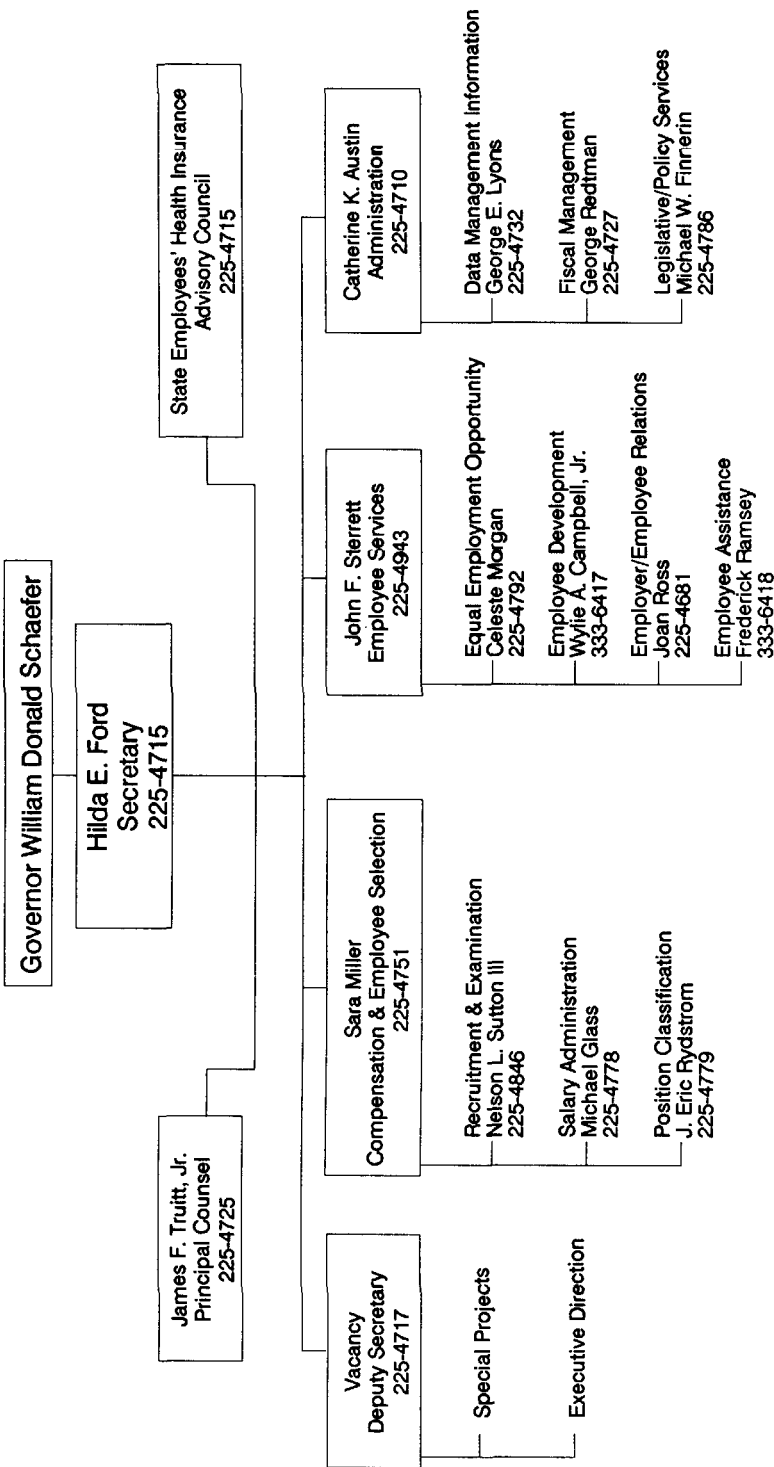 Governor William Donald Schaefer
Hilda E. Ford
Secretary
225-4715
James F. Truitt, Jr.
Principal Counsel
225-4725
State Employees' Health Insurance
Advisory Council
225-4715
Vacancy
Deputy Secretary
225-4717
Special Projects
Executive Direction
Sara Miller
Compensation & Employee Selection
225-4751
Recruitment & Examination
Nelson L. Sutton III
225-4846
Salary Administration
Michael Glass
225-4778
Position Classification
J. Eric Rydstrom
225-4779
John F. Sterrett
Employee Services
225-4943
Equal Employment Opportunity
Celeste Morgan
225-4792
Employee Development
Wylie A. Campbell, Jr.
333-6417
Employer/Employee Relations
Joan Ross
225-4681
Employee Assistance
Frederick Ramsey
333-6418
Catherine K. Austin
Administration
225-4710
Data Management Information
George E. Lyons
225-4732
Fiscal Management
George Redtman
225-4727
Legislative/Policy Services
Michael W. Finnerin
225-4786